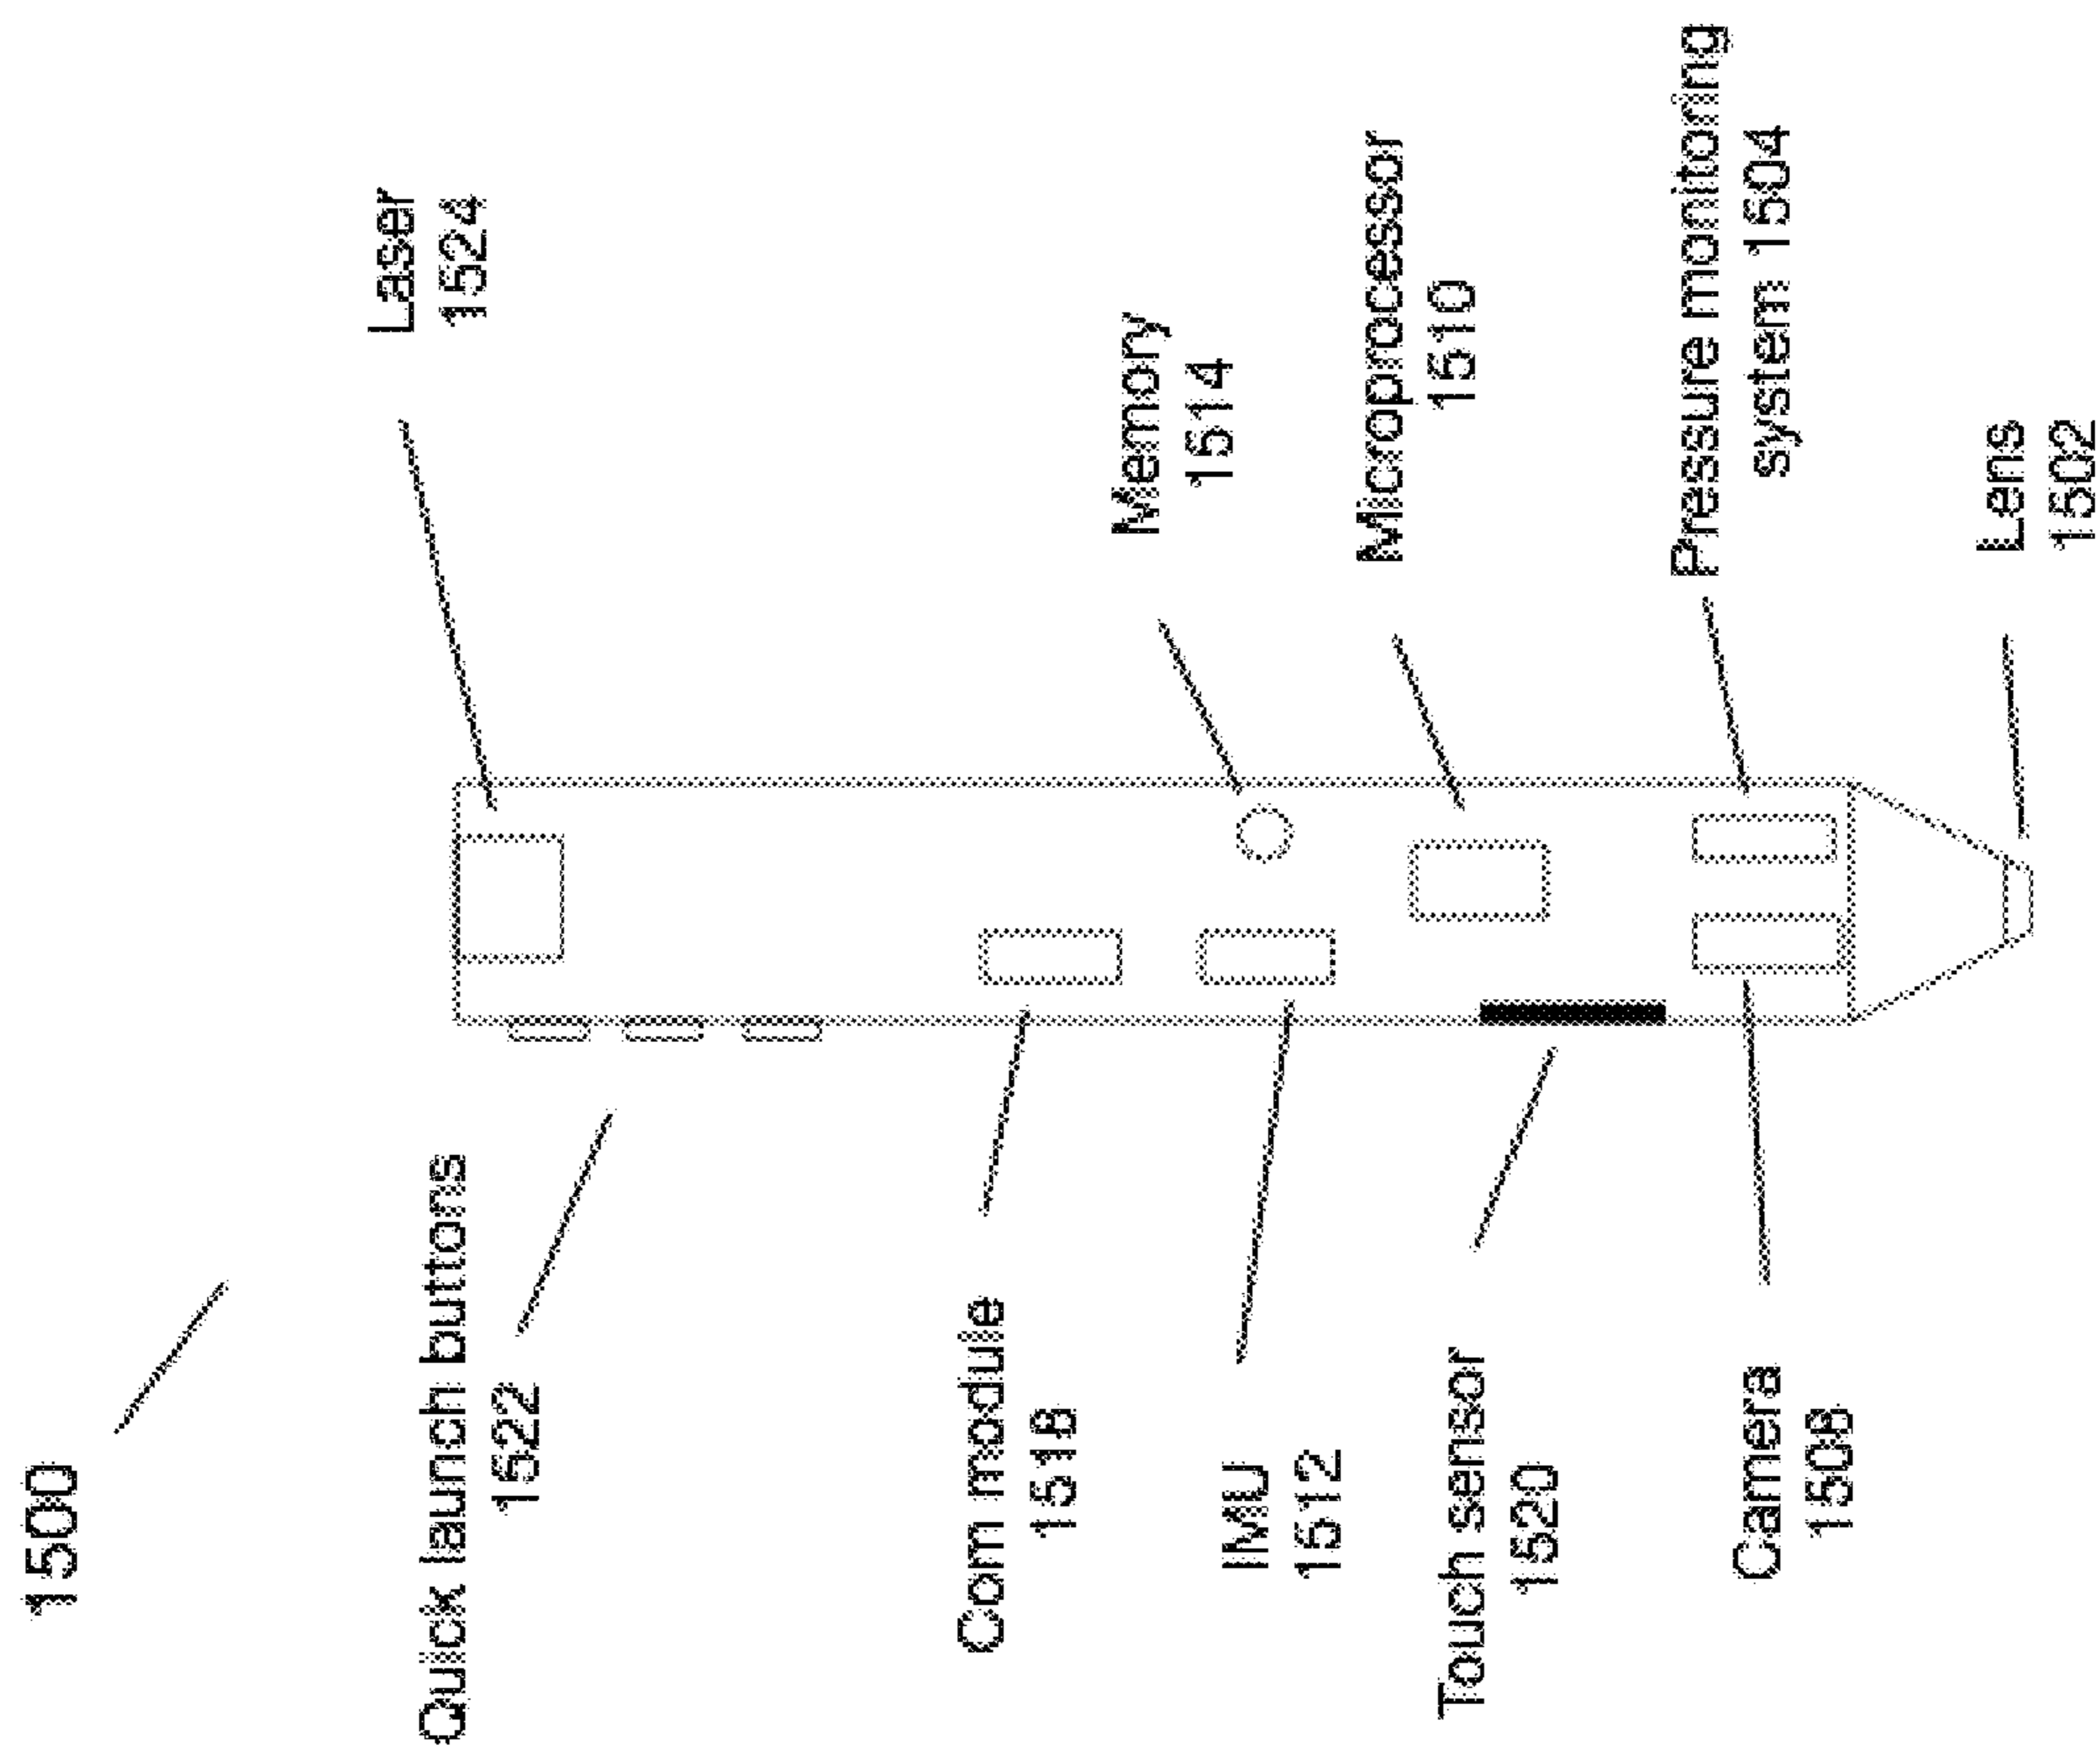 1500
Quick launch buttons
1522
Laser
1524
Com module
1518
Memory
1514
IMU
1512
Microprocessor
1510
Touch sensor
1520
Pressure monitoring
system 1504
Camera
1508
Lens
1502